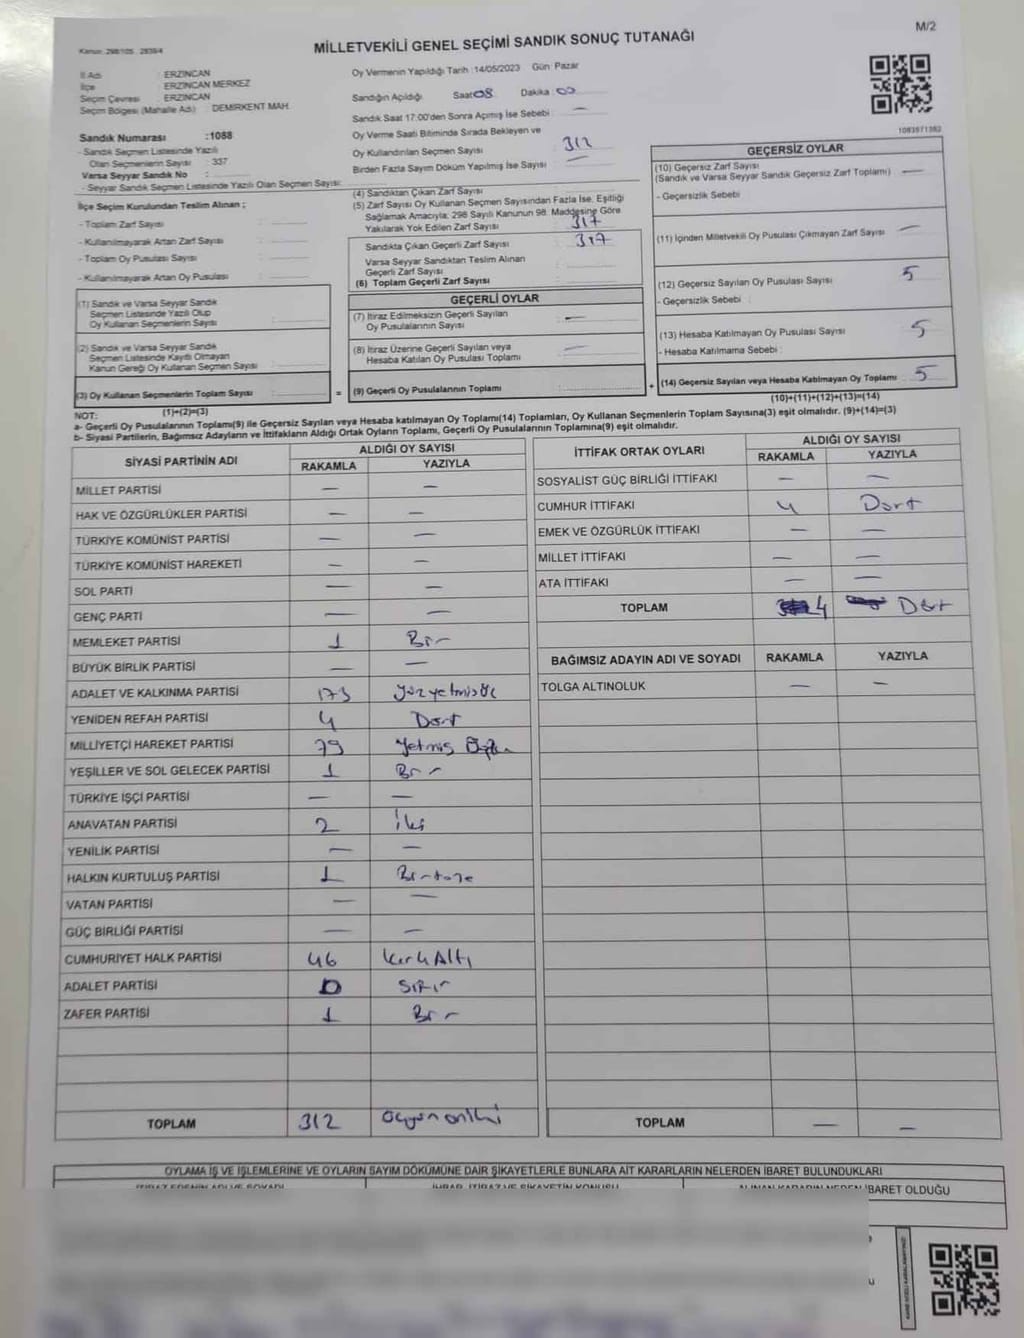 M/2
Kanun: 298/105 2839/4
MİLLETVEKİLİ GENEL SEÇİMİ SANDIK SONUÇ TUTANAĞI
İl Adı : ERZİNCAN
İlçe : ERZİNCAN MERKEZ
Seçim Çevresi : ERZİNCAN
Seçim Bölgesi (Mahalle Adı) : DEMİRKENT MAH.
Sandık Numarası :1088
- Sandık Seçmen Listesinde Yazılı
Olan Seçmenlerin Sayısı : 337
Varsa Seyyar Sandık No :
- Seyyar Sandık Seçmen Listesinde Yazılı Olan Seçmen Sayısı:
İlçe Seçim Kurulundan Teslim Alınan ;
- Toplam Zarf Sayısı :
- Kullanılmayarak Artan Zarf Sayısı :
- Toplam Oy Pusulası Sayısı :
- Kullanılmayarak Artan Oy Pusulası :
Oy Vermenin Yapıldığı Tarih :14/05/2023 Gün: Pazar
Sandığın Açıldığı Saat 08 Dakika 00
Sandık Saat 17:00'den Sonra Açmış İse Sebebi : —
Oy Verme Saati Bitiminde Sırada Bekleyen ve
Oy Kullandırılan Seçmen Sayısı 312
Birden Fazla Sayım Döküm Yapılmış İse Sayısı —
(4) Sandıktan Çıkan Zarf Sayısı
(5) Zarf Sayısı Oy Kullanan Seçmen Sayısından Fazla İse, Eşitliği
Sağlamak Amacıyla; 298 Sayılı Kanunun 98. Maddesine Göre
Yakılarak Yok Edilen Zarf Sayısı : 317
Sandıkta Çıkan Geçerli Zarf Sayısı 317
Varsa Seyyar Sandıktan Teslim Alınan
Geçerli Zarf Sayısı
(6) Toplam Geçerli Zarf Sayısı
1083971362
GEÇERSİZ OYLAR
(10) Geçersiz Zarf Sayısı
(Sandık ve Varsa Seyyar Sandık Geçersiz Zarf Toplamı) —
- Geçersizlik Sebebi
(11) İçinden Milletvekili Oy Pusulası Çıkmayan Zarf Sayısı —
(12) Geçersiz Sayılan Oy Pusulası Sayısı 5
- Geçersizlik Sebebi :
(13) Hesaba Katılmayan Oy Pusulası Sayısı 5
- Hesaba Katılmama Sebebi :
(14) Geçersiz Sayılan veya Hesaba Katılmayan Oy Toplamı 5
(10)+(11)+(12)+(13)=(14)
(1) Sandık ve Varsa Seyyar Sandık
Seçmen Listesinde Yazılı Olup
Oy Kullanan Seçmenlerin Sayısı :
(2) Sandık ve Varsa Seyyar Sandık
Seçmen Listesinde Kayıtlı Olmayan
Kanun Gereği Oy Kullanan Seçmen Sayısı :
(3) Oy Kullanan Seçmenlerin Toplam Sayısı :
(1)+(2)=(3)
GEÇERLİ OYLAR
(7) İtiraz Edilmeksizin Geçerli Sayılan
Oy Pusulalarının Sayısı : —
(8) İtiraz Üzerine Geçerli Sayılan veya
Hesaba Katılan Oy Pusulası Toplamı : —
= (9) Geçerli Oy Pusulalarının Toplamı : +
NOT:
a- Geçerli Oy Pusulalarının Toplamı(9) ile Geçersiz Sayılan veya Hesaba katılmayan Oy Toplamı(14) Toplamları, Oy Kullanan Seçmenlerin Toplam Sayısına(3) eşit olmalıdır. (9)+(14)=(3)
b- Siyasi Partilerin, Bağımsız Adayların ve İttifakların Aldığı Ortak Oyların Toplamı, Geçerli Oy Pusulalarının Toplamına(9) eşit olmalıdır.
SİYASİ PARTİNİN ADI ALDIĞI OY SAYISI
RAKAMLA YAZIYLA
MİLLET PARTİSİ — —
HAK VE ÖZGÜRLÜKLER PARTİSİ — —
TÜRKİYE KOMÜNİST PARTİSİ — —
TÜRKİYE KOMÜNİST HAREKETİ — —
SOL PARTİ — —
GENÇ PARTİ — —
MEMLEKET PARTİSİ 1 Bir
BÜYÜK BİRLİK PARTİSİ — —
ADALET VE KALKINMA PARTİSİ 173 Yüzyetmişüç
YENİDEN REFAH PARTİSİ 4 Dört
MİLLİYETÇİ HAREKET PARTİSİ 79 Yetmiş
YEŞİLLER VE SOL GELECEK PARTİSİ 1 Bir
TÜRKİYE İŞÇİ PARTİSİ — —
ANAVATAN PARTİSİ 2 İki
YENİLİK PARTİSİ — —
HALKIN KURTULUŞ PARTİSİ 1 Bir tane
VATAN PARTİSİ — —
GÜÇ BİRLİĞİ PARTİSİ — —
CUMHURİYET HALK PARTİSİ 46 Kırk Altı
ADALET PARTİSİ 0 Sıfır
ZAFER PARTİSİ 1 Bir
TOPLAM 312 Üçyüz oniki
İTTİFAK ORTAK OYLARI ALDIĞI OY SAYISI
RAKAMLA YAZIYLA
SOSYALİST GÜÇ BİRLİĞİ İTTİFAKI — —
CUMHUR İTTİFAKI 4 Dört
EMEK VE ÖZGÜRLÜK İTTİFAKI — —
MİLLET İTTİFAKI — —
ATA İTTİFAKI — —
TOPLAM 4 Dört
BAĞIMSIZ ADAYIN ADI VE SOYADI RAKAMLA YAZIYLA
TOLGA ALTINOLUK — —
TOPLAM — —
OYLAMA İŞ VE İŞLEMLERİNE VE OYLARIN SAYIM DÖKÜMÜNE DAİR ŞİKAYETLERLE BUNLARA AİT KARARLARIN NELERDEN İBARET BULUNDUKLARI
İTİRAZ EDENİN ADI VE SOYADI İHBAR, İTİRAZ VE ŞİKAYETİN KONUSU ALINAN KARARIN NEDEN İBARET OLDUĞU